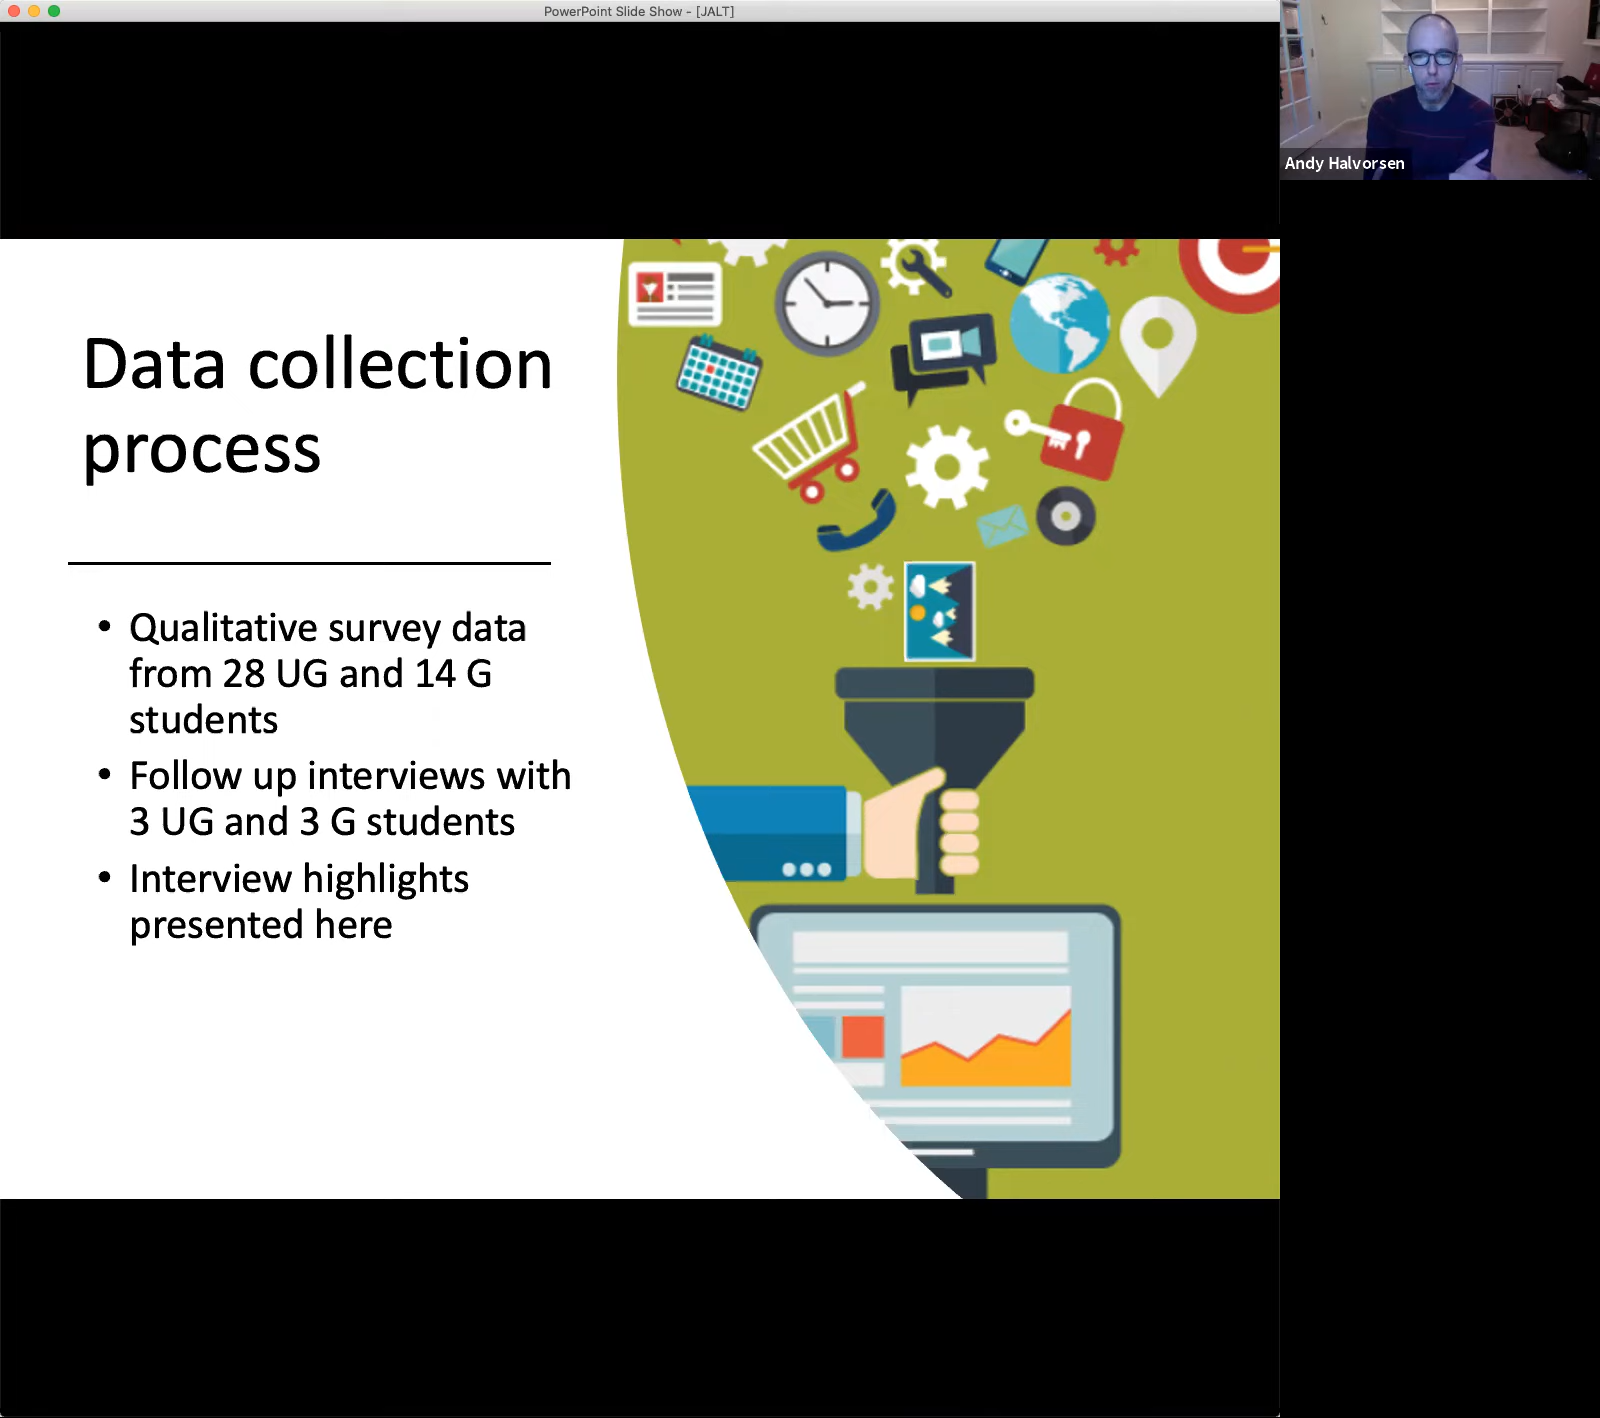 PowerPoint Slide Show - [JALT]
Andy Halvorsen
Data collection
process
• Qualitative survey data
from 28 UG and 14 G
students
• Follow up interviews with
3 UG and 3 G students
• Interview highlights
presented here